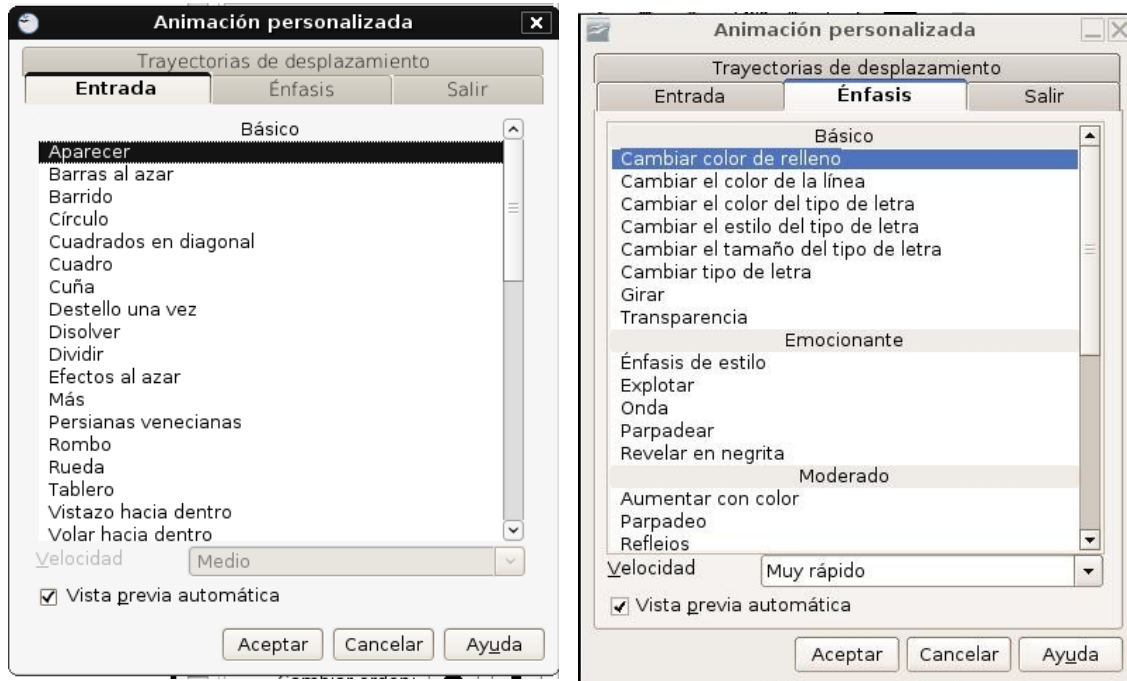 Animación personalizada
Trayectorias de desplazamiento
Entrada
Énfasis
Salir
Básico
Aparecer
Barras al azar
Barrido
Círculo
Cuadrados en diagonal
Cuadro
Cuña
Destello una vez
Disolver
Dividir
Efectos al azar
Más
Persianas venecianas
Rombo
Rueda
Tablero
Vistazo hacia dentro
Volar hacia dentro
Velocidad
Medio
Vista previa automática
Aceptar
Cancelar
Ayuda
Animación personalizada
Trayectorias de desplazamiento
Entrada
Énfasis
Salir
Básico
Cambiar color de relleno
Cambiar el color de la línea
Cambiar el color del tipo de letra
Cambiar el estilo del tipo de letra
Cambiar el tamaño del tipo de letra
Cambiar tipo de letra
Girar
Transparencia
Emocionante
Énfasis de estilo
Explotar
Onda
Parpadear
Revelar en negrita
Moderado
Aumentar con color
Parpadeo
Reflejos
Velocidad
Muy rápido
Vista previa automática
Aceptar
Cancelar
Ayuda